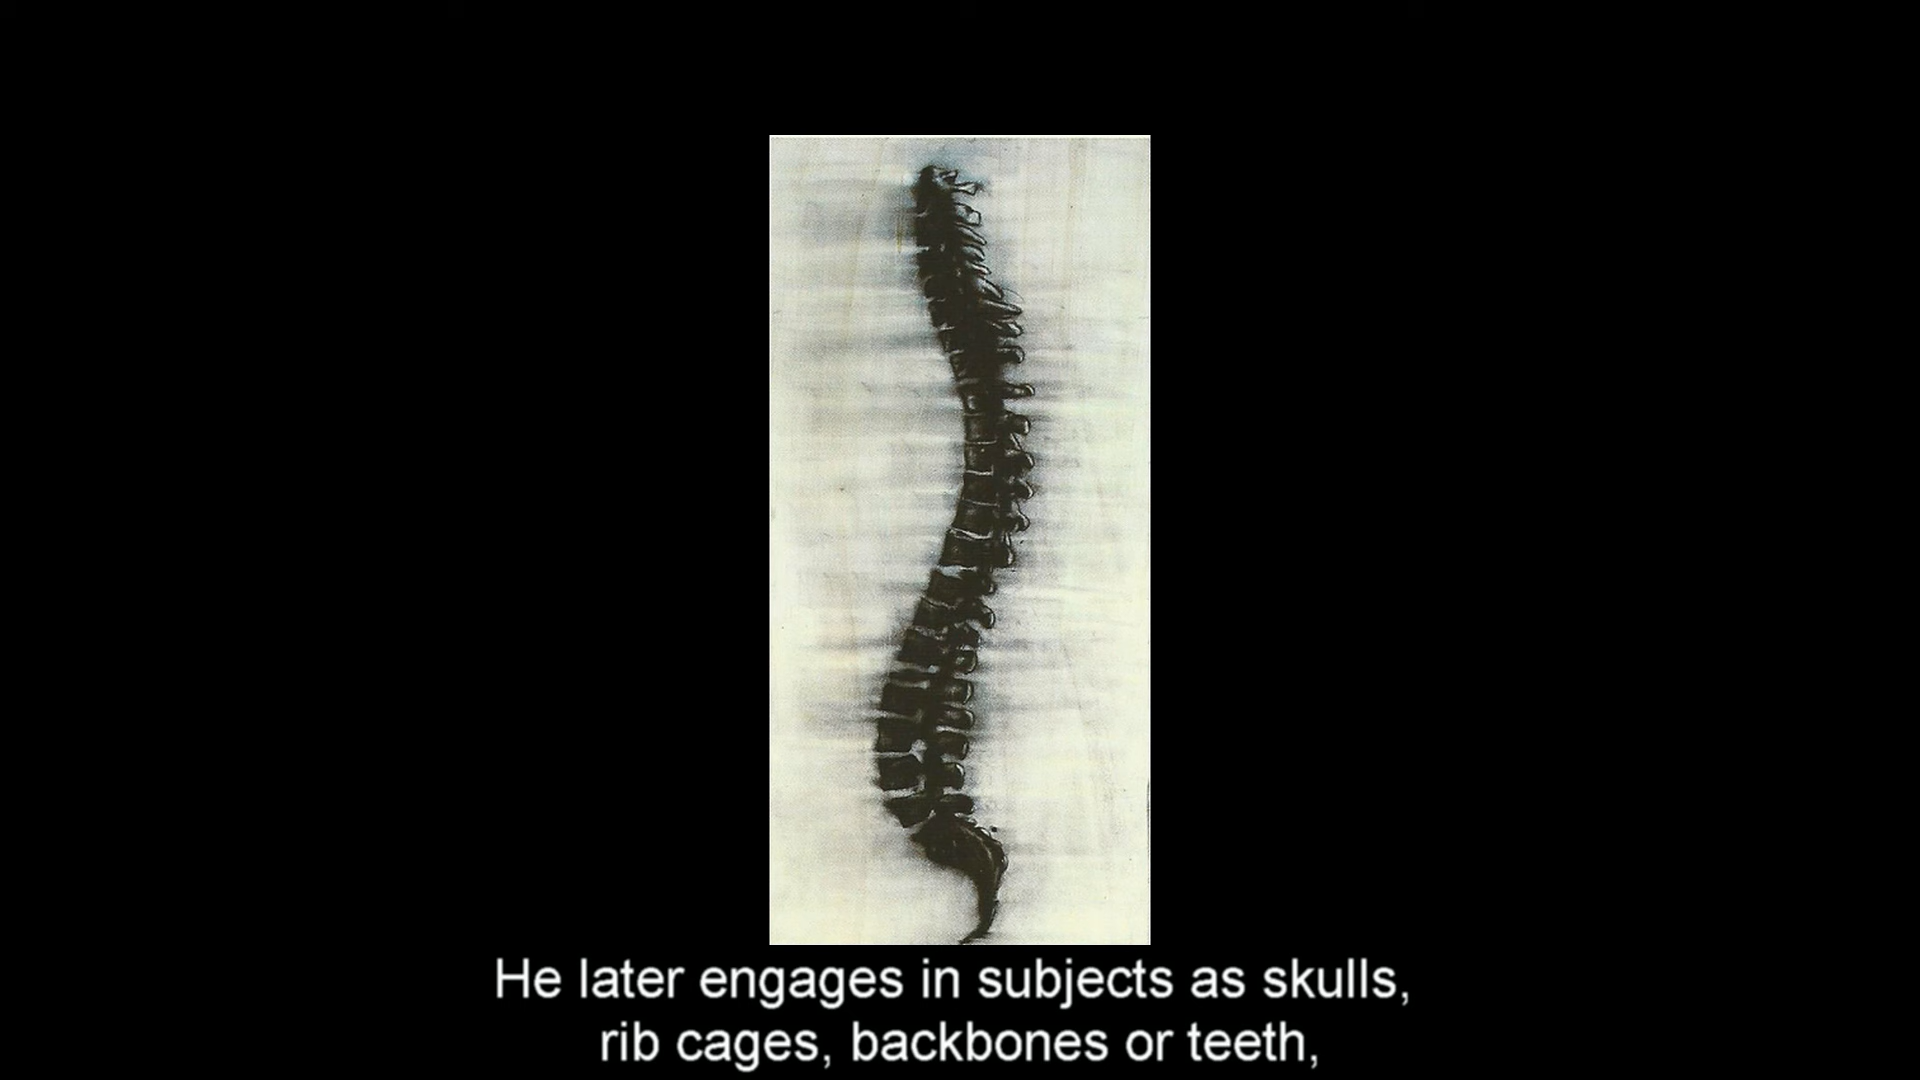 He later engages in subjects as skulls,
rib cages, backbones or teeth,